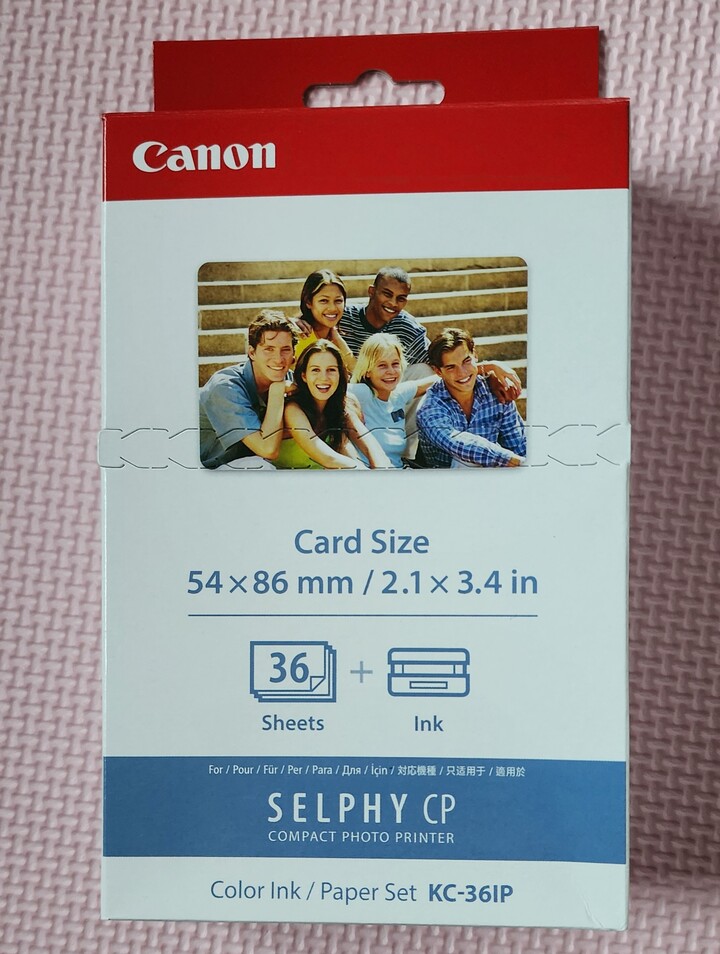 Canon
Card Size
54×86 mm / 2.1× 3.4 in
36
Sheets
+
Ink
For / Pour / Für / Per / Para / Для / İçin / 対応機種 / 只适用于 / 適用於
SELPHY CP
COMPACT PHOTO PRINTER
Color Ink / Paper Set KC-36IP